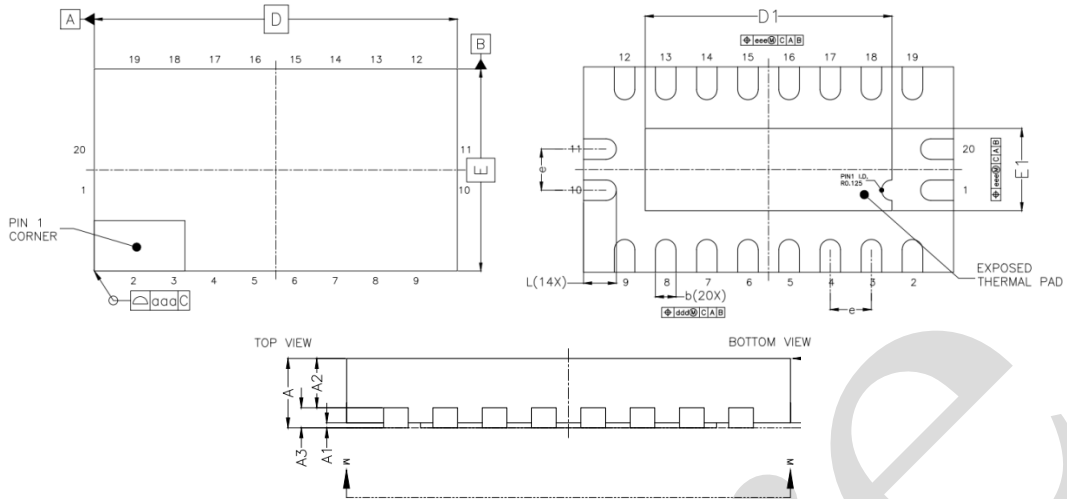 A
D
B
19 18 17 16 15 14 13 12
20
1
11
10
E
PIN 1
CORNER
2 3 4 5 6 7 8 9
aaa C
TOP VIEW
D1
⌖ eeeⓂ C A B
12 13 14 15 16 17 18 19
11
10
e
20
1
E1
⌖ eeeⓂ C A B
PIN1 I.D.
R0.125
L(14X)
9 8 7 6 5 4 3 2
b(20X)
⌖ dddⓂ C A B
e
EXPOSED
THERMAL PAD
BOTTOM VIEW
A
A2
A3
A1
M
M